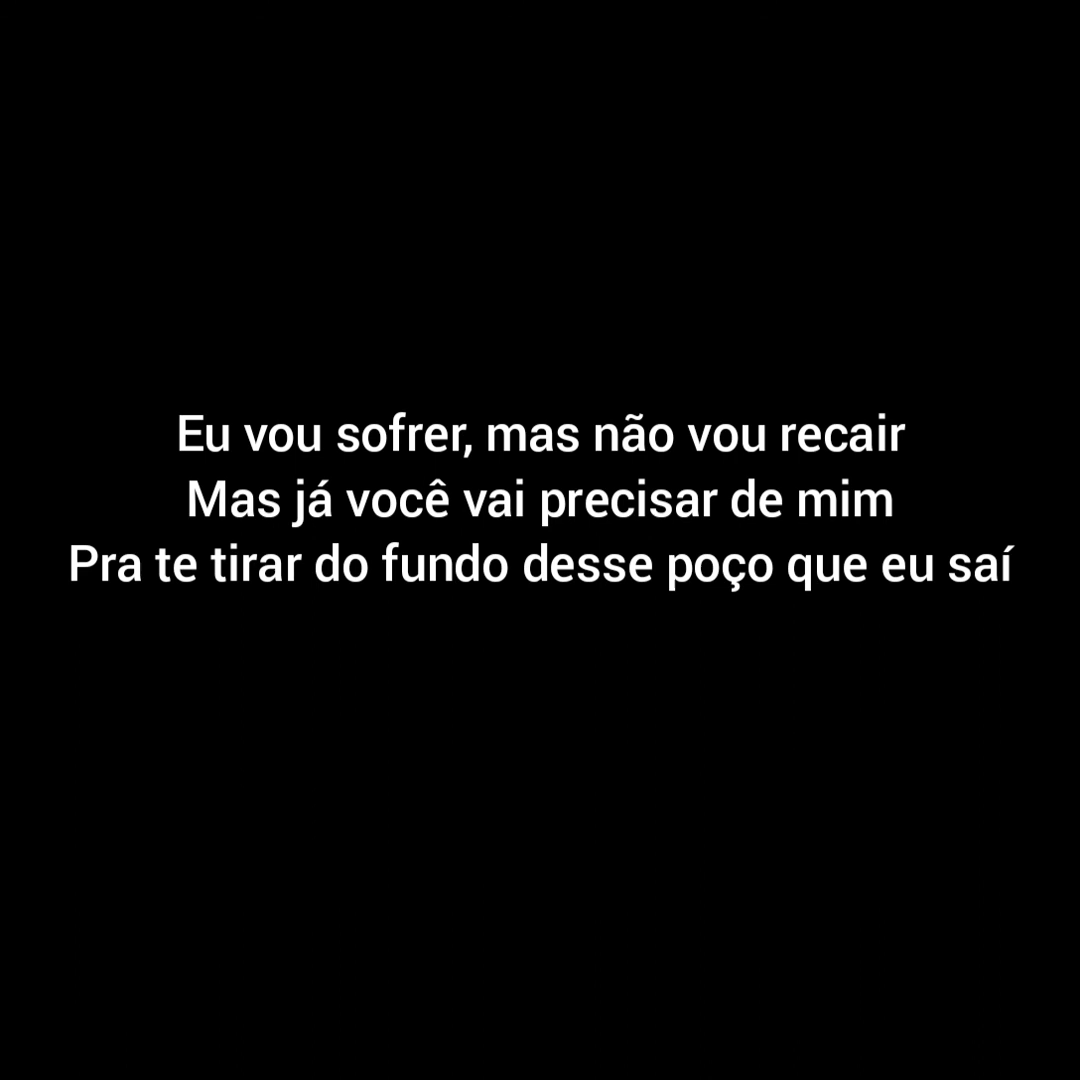 Eu vou sofrer, mas não vou recair
Mas já você vai precisar de mim
Pra te tirar do fundo desse poço que eu saí